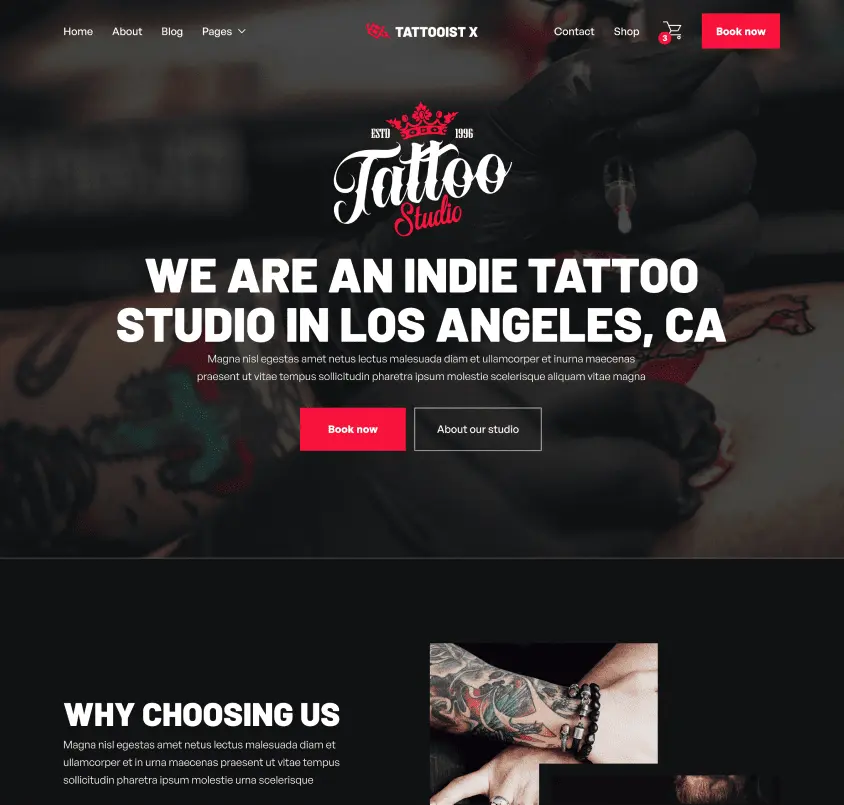 Home About Blog Pages TATTOOIST X Contact Shop 3 Book now
ESTD 1996
Tattoo
Studio
WE ARE AN INDIE TATTOO
STUDIO IN LOS ANGELES, CA
Magna nisl egestas amet netus lectus malesuada diam et ullamcorper et inurna maecenas
praesent ut vitae tempus sollicitudin pharetra ipsum molestie scelerisque aliquam vitae magna
Book now About our studio
WHY CHOOSING US
Magna nisl egestas amet netus lectus malesuada diam et
ullamcorper et in urna maecenas praesent ut vitae tempus
sollicitudin pharetra ipsum molestie urna scelerisque